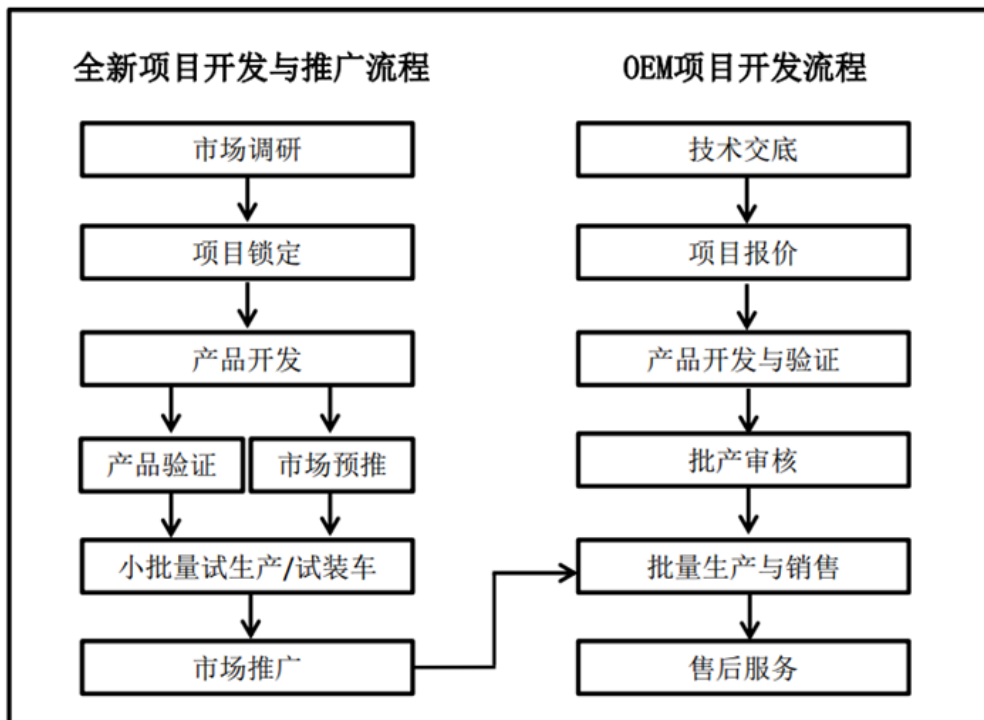 全新项目开发与推广流程
市场调研
项目锁定
产品开发
产品验证
市场预推
小批量试生产/试装车
市场推广
OEM项目开发流程
技术交底
项目报价
产品开发与验证
批产审核
批量生产与销售
售后服务